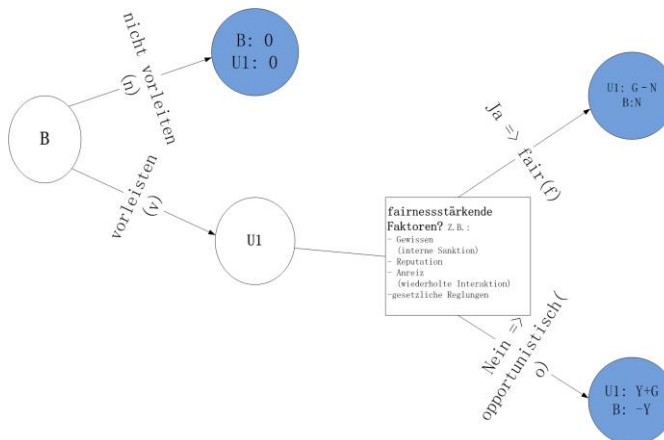 nicht vorleiten
(n)
B: 0
U1: 0
B
vorleisten
(v)
U1
fairnessstärkende
Faktoren? Z.B.:
- Gewissen
(interne Sanktion)
- Reputation
- Anreiz
(wiederholte Interaktion)
-gesetzliche Reglungen
Ja => fair(f)
U1: G-N
B:N
Nein =>
opportunistisch(
o)
U1: Y+G
B: -Y